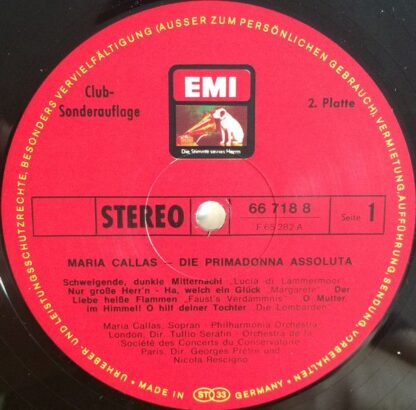 URHEBER- UND LEISTUNGSSCHUTZRECHTE, BESONDERS VERVIELFÄLTIGUNG (AUSSER ZUM PERSÖNLICHEN GEBRAUCH), VERMIETUNG, AUFFÜHRUNG, SENDUNG, VORBEHALTEN
EMI
Die Stimme seines Herrn
Club-
Sonderauflage
2. Platte
STEREO
66 718 8
F 65 282 A
Seite 1
MARIA CALLAS – DIE PRIMADONNA ASSOLUTA
Schweigende, dunkle Mitternacht „Lucia di Lammermoor"
Nur große Herr'n - Ha, welch ein Glück „Margarete" Der
Liebe heiße Flammen „Faust's Verdammnis" O Mutter,
im Himmel! O hilf deiner Tochter „Die Lombarden"
Maria Callas, Sopran - Philharmonia Orchestra
London, Dir. Tullio Serafin - Orchestre de la
Société des Concerts du Conservatoire
Paris, Dir. Georges Prêtre und
Nicola Rescigno
MADE IN ST 33 GERMANY